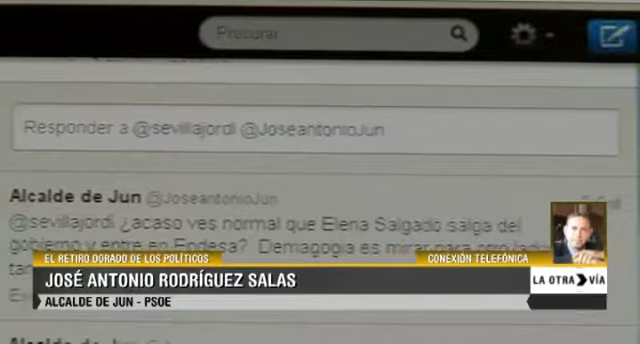 Procurar
Responder a @sevillajordi @JoseantonioJun
Alcalde de Jun @JoseantonioJun
@sevillajordi ¿acaso ves normal que Elena Salgado salga del
gobierno y entre en Endesa? Demagogia es mirar para otro lado
EL RETIRO DORADO DE LOS POLÍTICOS
CONEXIÓN TELEFÓNICA
JOSÉ ANTONIO RODRÍGUEZ SALAS
LA OTRA VÍA
ALCALDE DE JUN - PSOE